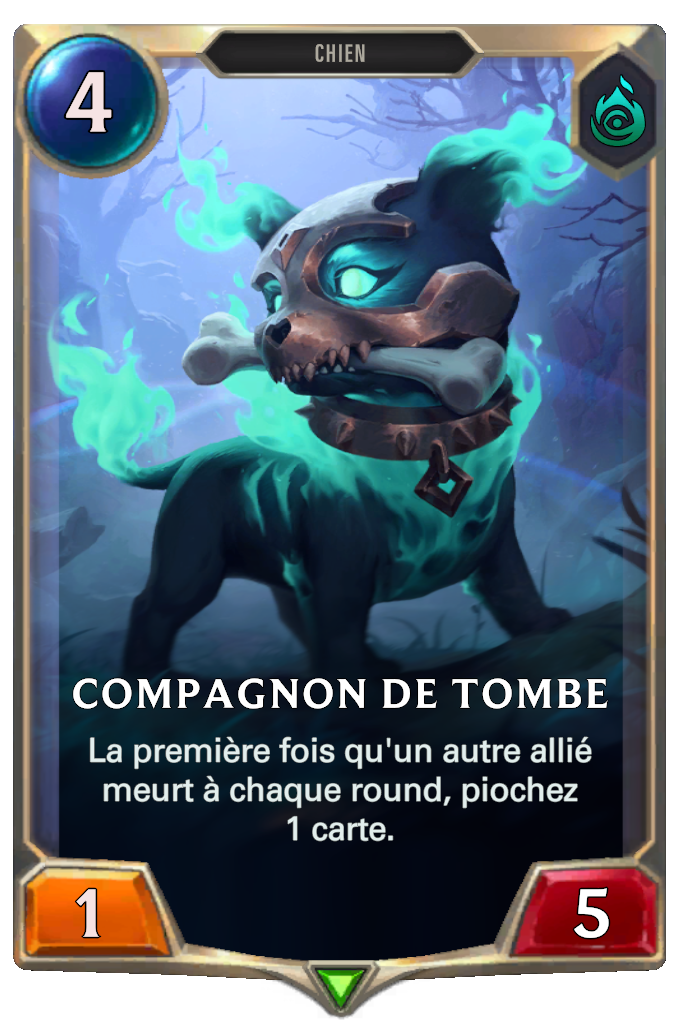 CHIEN
4
COMPAGNON DE TOMBE
La première fois qu'un autre allié
meurt à chaque round, piochez
1 carte.
1
5